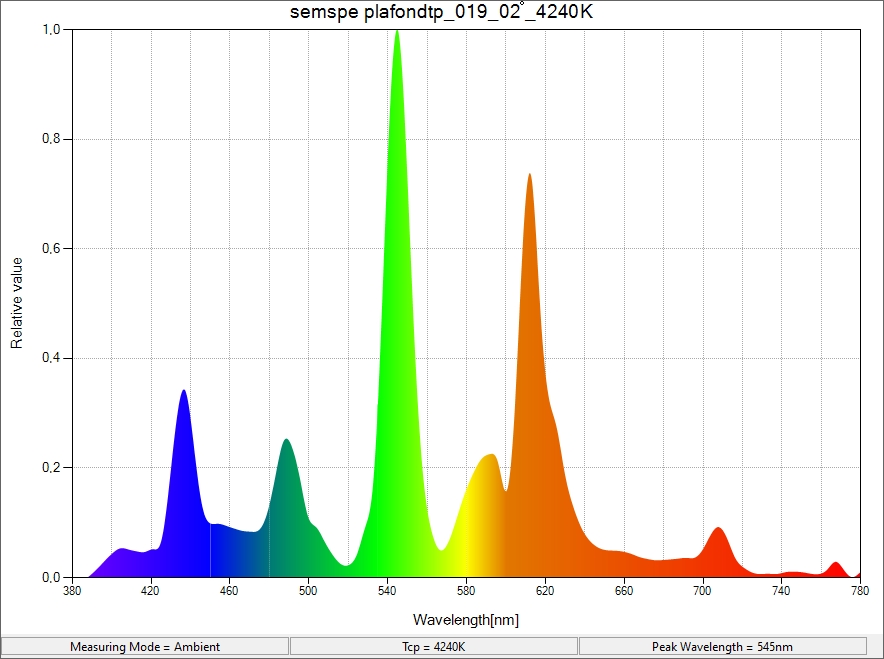 semspe plafondtp_019_02°_4240K
1,0
0,8
0,6
0,4
0,2
0,0
Relative value
380 420 460 500 540 580 620 660 700 740 780
Wavelength[nm]
Measuring Mode = Ambient Tcp = 4240K Peak Wavelength = 545nm